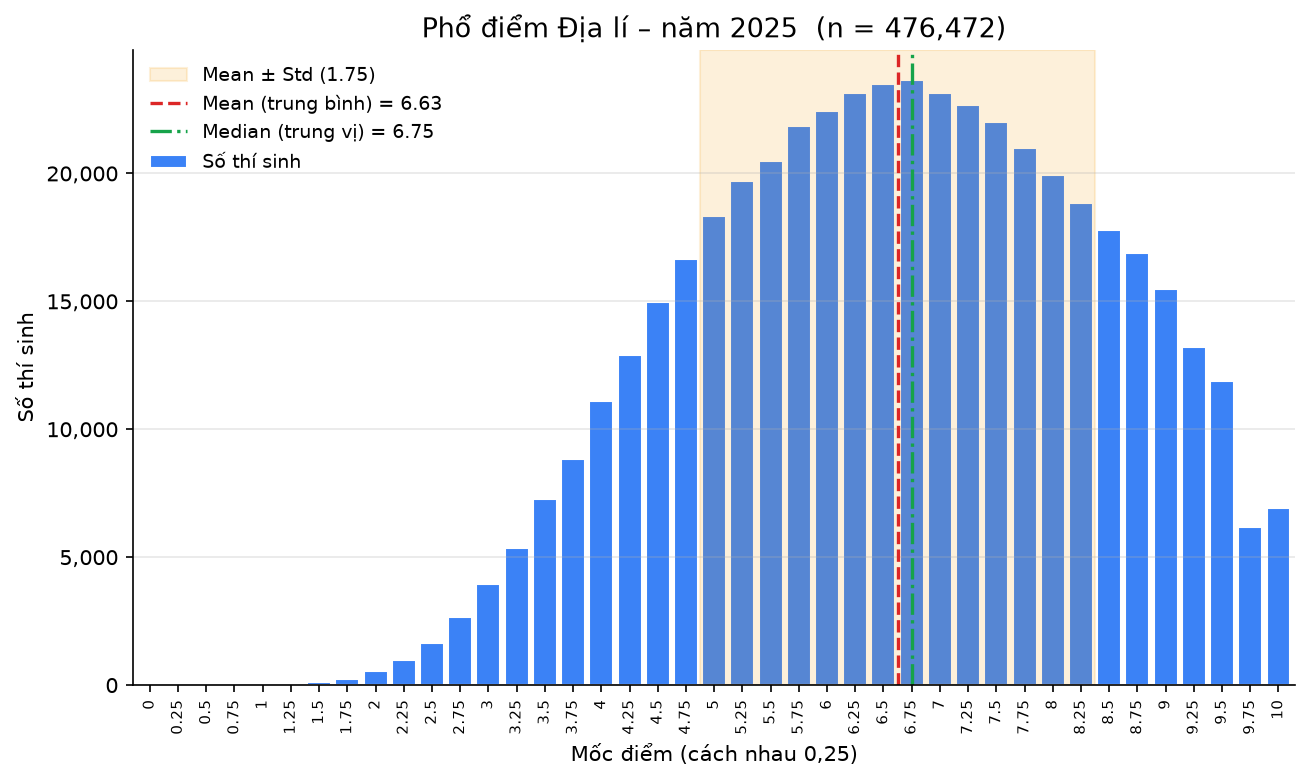 Phổ điểm Địa lí – năm 2025 (n = 476,472)
Mean ± Std (1.75)
Mean (trung bình) = 6.63
Median (trung vị) = 6.75
Số thí sinh
Số thí sinh
20,000
15,000
10,000
5,000
0
0 0.25 0.5 0.75 1 1.25 1.5 1.75 2 2.25 2.5 2.75 3 3.25 3.5 3.75 4 4.25 4.5 4.75 5 5.25 5.5 5.75 6 6.25 6.5 6.75 7 7.25 7.5 7.75 8 8.25 8.5 8.75 9 9.25 9.5 9.75 10
Mốc điểm (cách nhau 0,25)